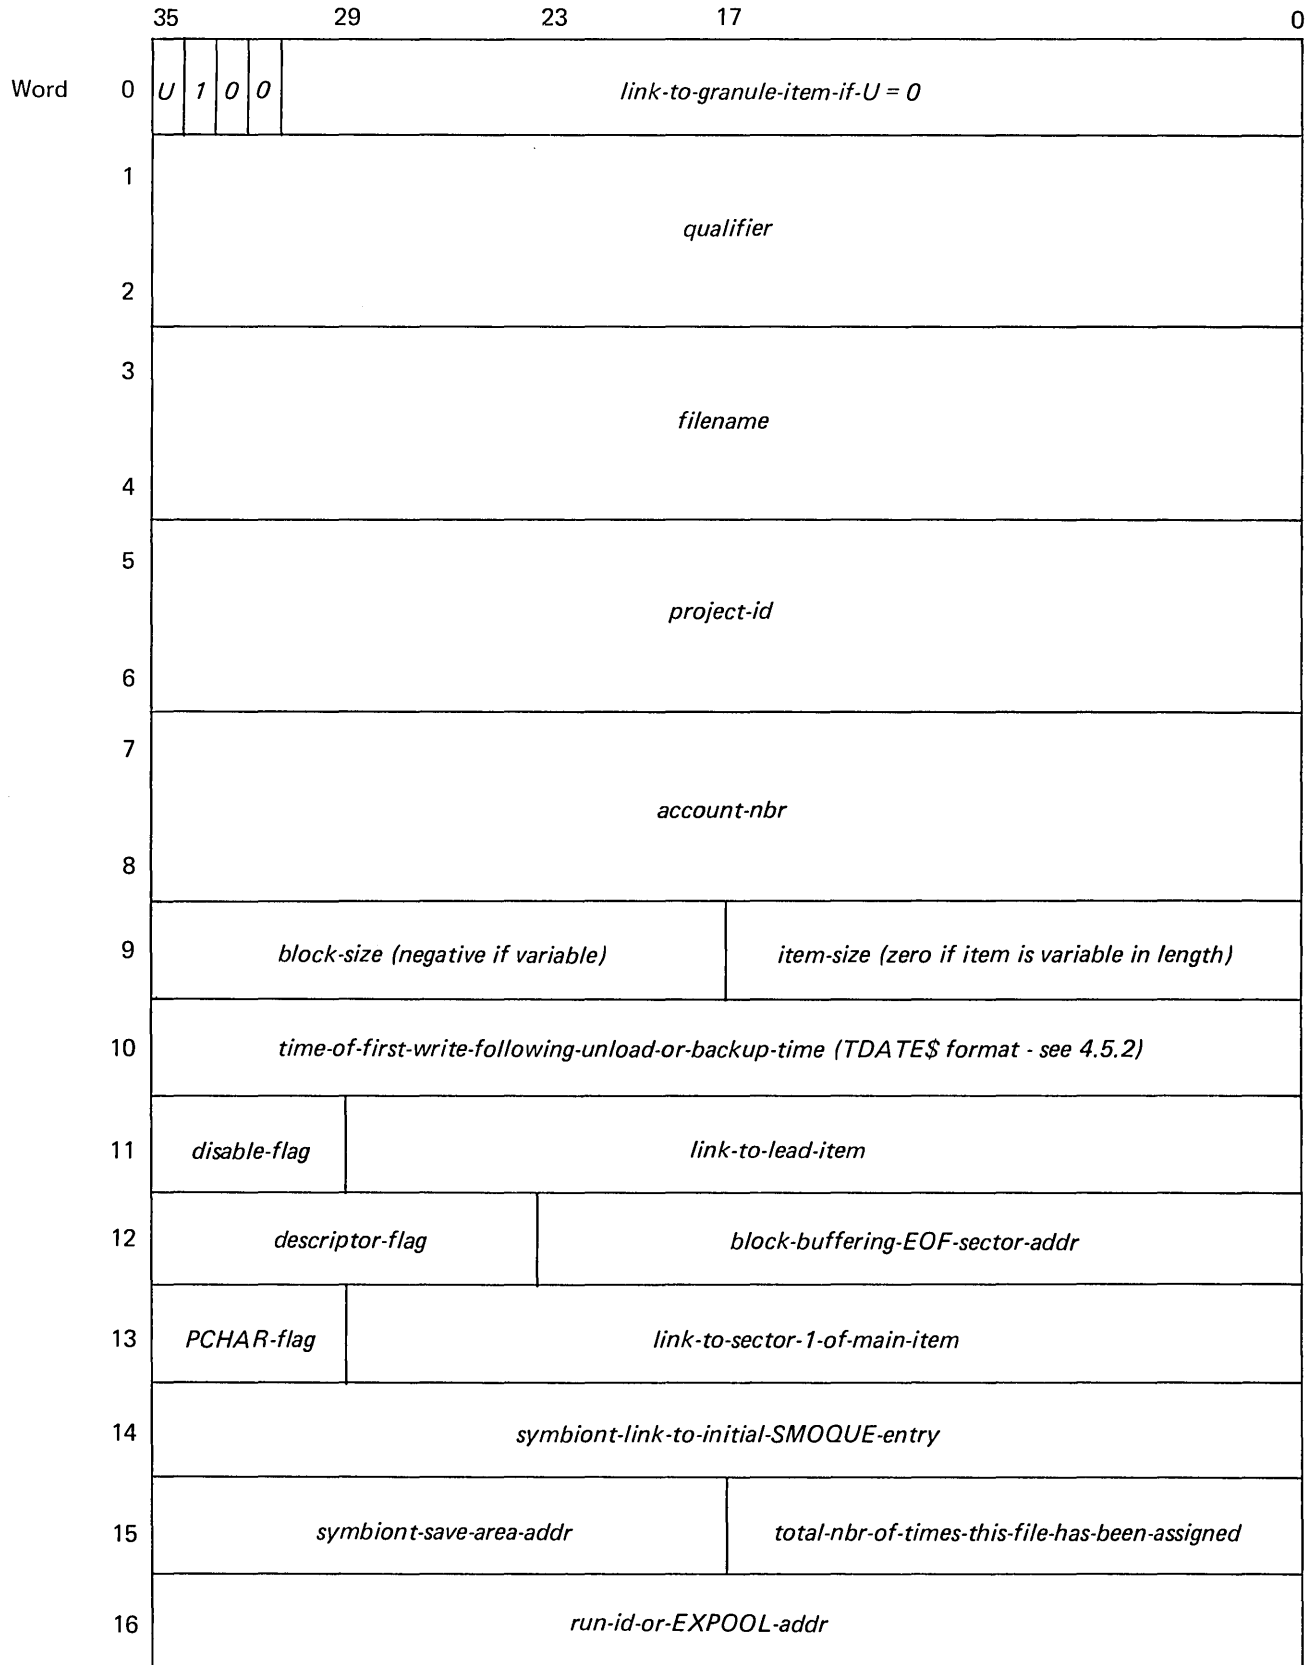 35 29 23 17 0
Word 0 U 1 0 0 link-to-granule-item-if-U = 0
1
qualifier
2
3
filename
4
5
project-id
6
7
account-nbr
8
9 block-size (negative if variable) item-size (zero if item is variable in length)
10 time-of-first-write-following-unload-or-backup-time (TDATE$ format - see 4.5.2)
11 disable-flag link-to-lead-item
12 descriptor-flag block-buffering-EOF-sector-addr
13 PCHAR-flag link-to-sector-1-of-main-item
14 symbiont-link-to-initial-SMOQUE-entry
15 symbiont-save-area-addr total-nbr-of-times-this-file-has-been-assigned
16 run-id-or-EXPOOL-addr